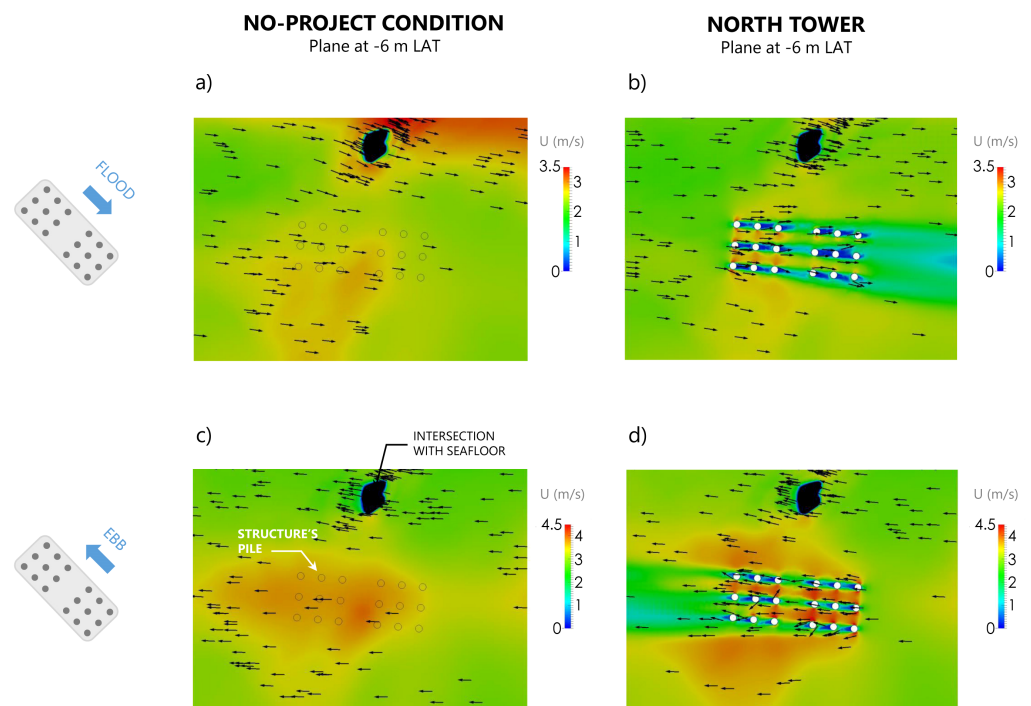 NO-PROJECT CONDITION
Plane at -6 m LAT
NORTH TOWER
Plane at -6 m LAT
a)
b)
FLOOD
U (m/s)
3.5
3
2
1
0
U (m/s)
3.5
3
2
1
0
c)
INTERSECTION
WITH SEAFLOOR
d)
EBB
STRUCTURE'S
PILE
U (m/s)
4.5
4
3
2
1
0
U (m/s)
4.5
4
3
2
1
0